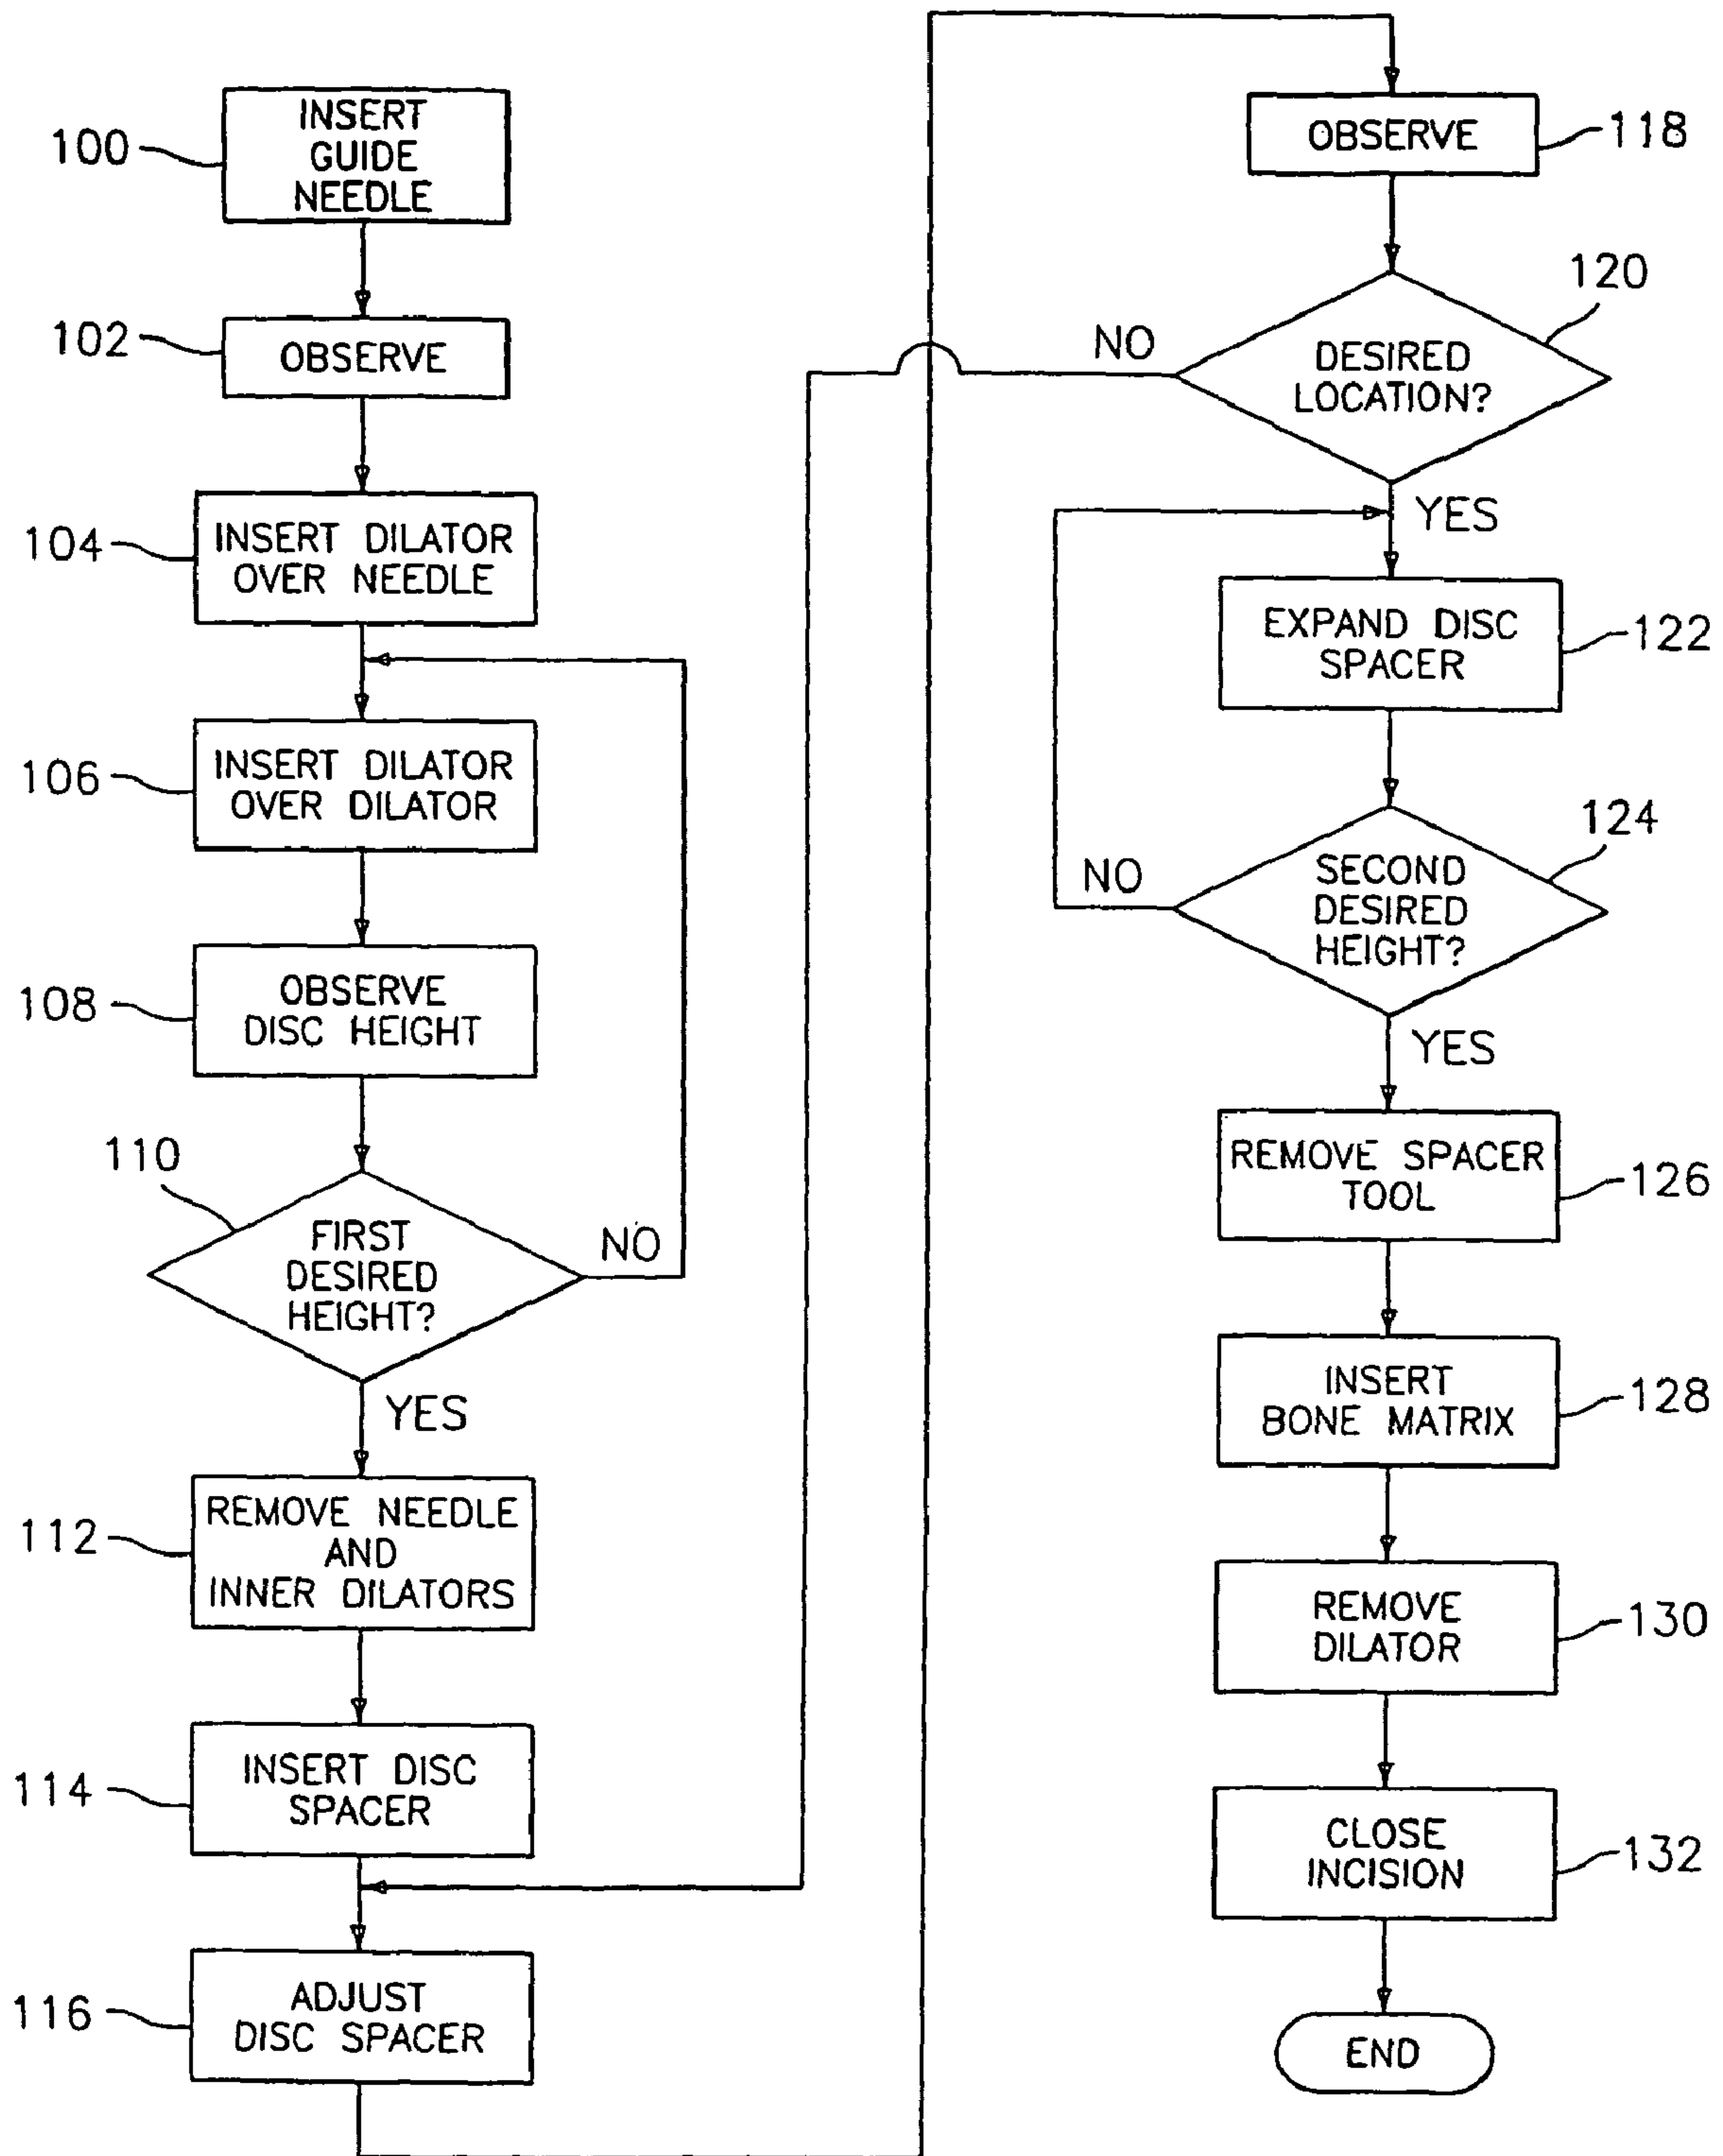 100
INSERT
GUIDE
NEEDLE
102
OBSERVE
104
INSERT DILATOR
OVER NEEDLE
106
INSERT DILATOR
OVER DILATOR
108
OBSERVE
DISC HEIGHT
110
FIRST
DESIRED
HEIGHT?
NO
YES
112
REMOVE NEEDLE
AND
INNER DILATORS
114
INSERT DISC
SPACER
116
ADJUST
DISC SPACER
OBSERVE
118
120
NO
DESIRED
LOCATION?
YES
EXPAND DISC
SPACER
122
124
NO
SECOND
DESIRED
HEIGHT?
YES
REMOVE SPACER
TOOL
126
INSERT
BONE MATRIX
128
REMOVE
DILATOR
130
CLOSE
INCISION
132
END